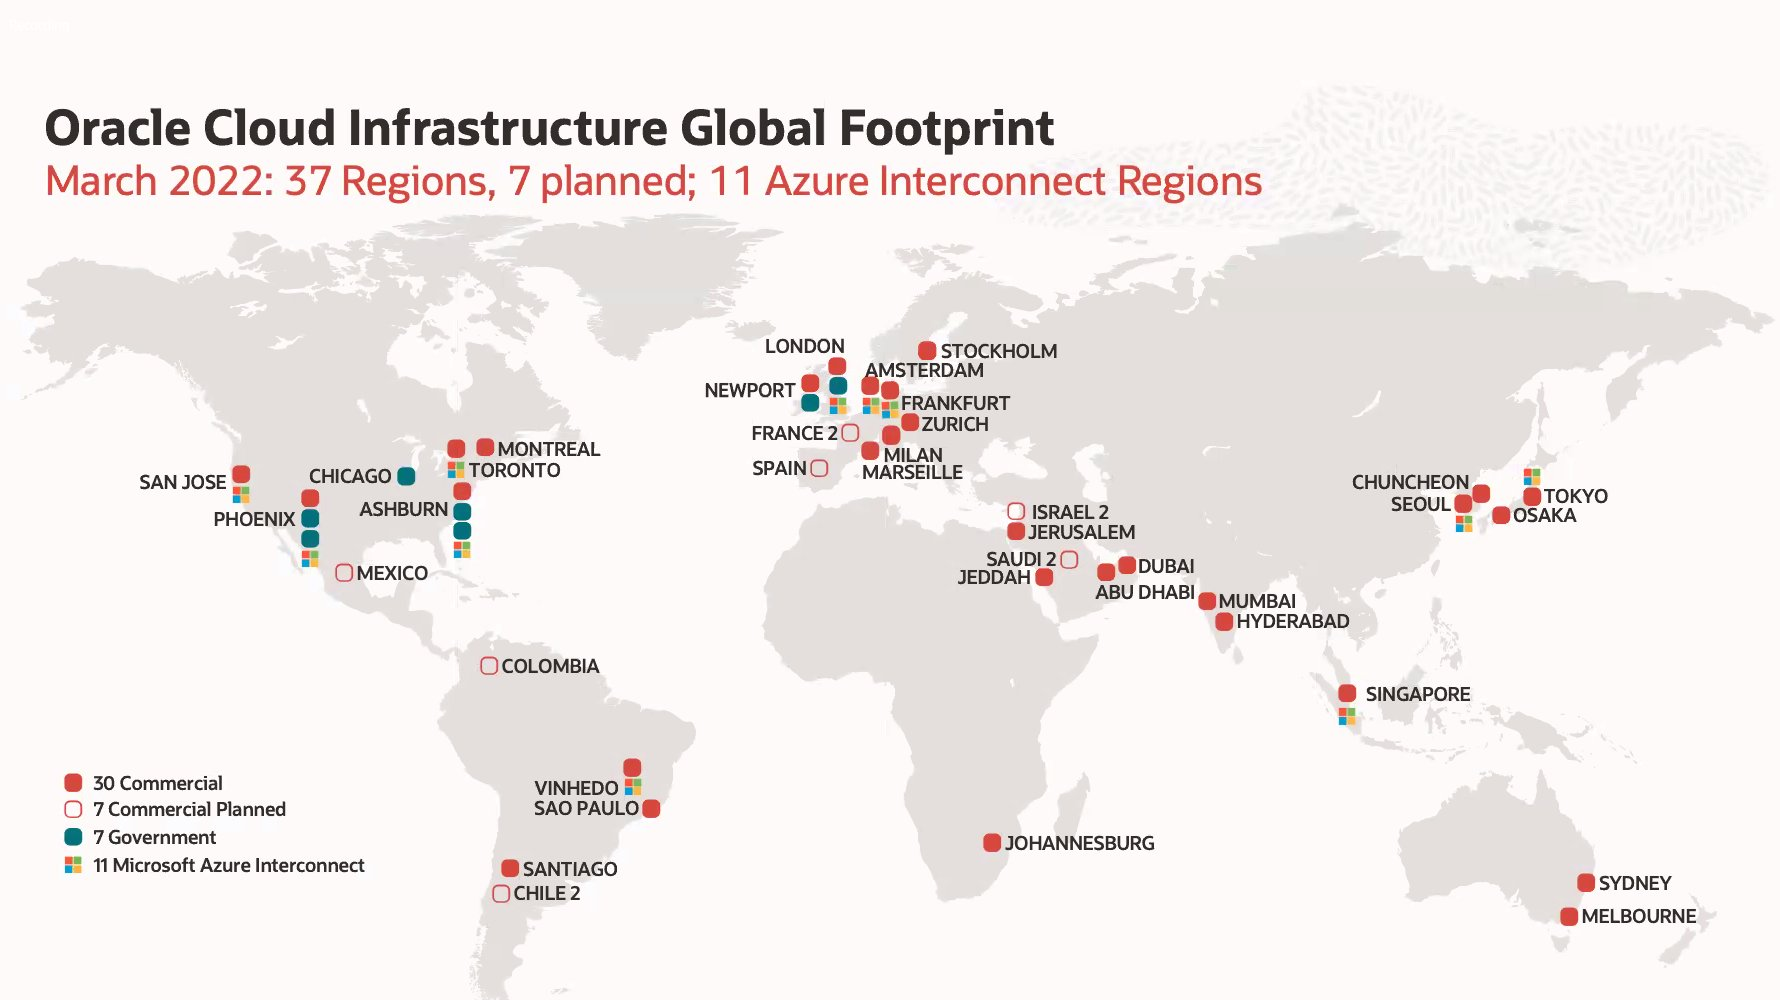 Oracle Cloud Infrastructure Global Footprint
March 2022: 37 Regions, 7 planned; 11 Azure Interconnect Regions
LONDON
STOCKHOLM
AMSTERDAM
NEWPORT
FRANKFURT
ZURICH
FRANCE 2
MILAN
SPAIN
MARSEILLE
MONTREAL
TORONTO
SAN JOSE
CHICAGO
ASHBURN
PHOENIX
MEXICO
CHUNCHEON
SEOUL
TOKYO
OSAKA
ISRAEL 2
JERUSALEM
SAUDI 2
JEDDAH
DUBAI
ABU DHABI
MUMBAI
HYDERABAD
COLOMBIA
SINGAPORE
VINHEDO
SAO PAULO
JOHANNESBURG
SANTIAGO
CHILE 2
SYDNEY
MELBOURNE
30 Commercial
7 Commercial Planned
7 Government
11 Microsoft Azure Interconnect